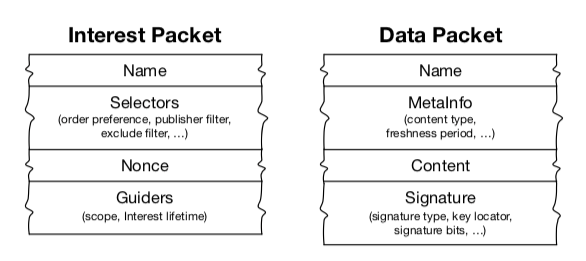 Interest Packet
Name
Selectors
(order preference, publisher filter,
exclude filter, ...)
Nonce
Guiders
(scope, Interest lifetime)
Data Packet
Name
MetaInfo
(content type,
freshness period, ...)
Content
Signature
(signature type, key locator,
signature bits, ...)